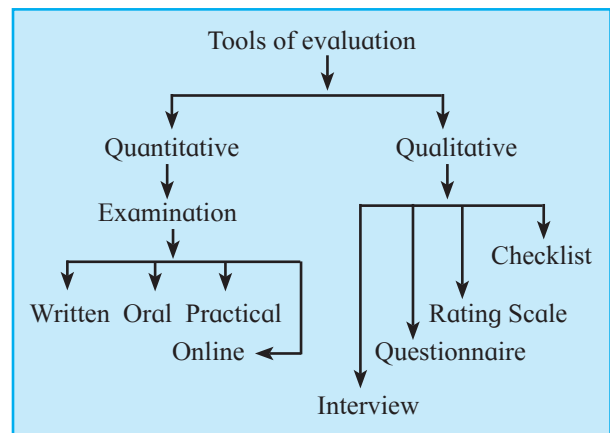 Tools of evaluation
Quantitative
Qualitative
Examination
Checklist
Written Oral Practical
Rating Scale
Online
Questionnaire
Interview